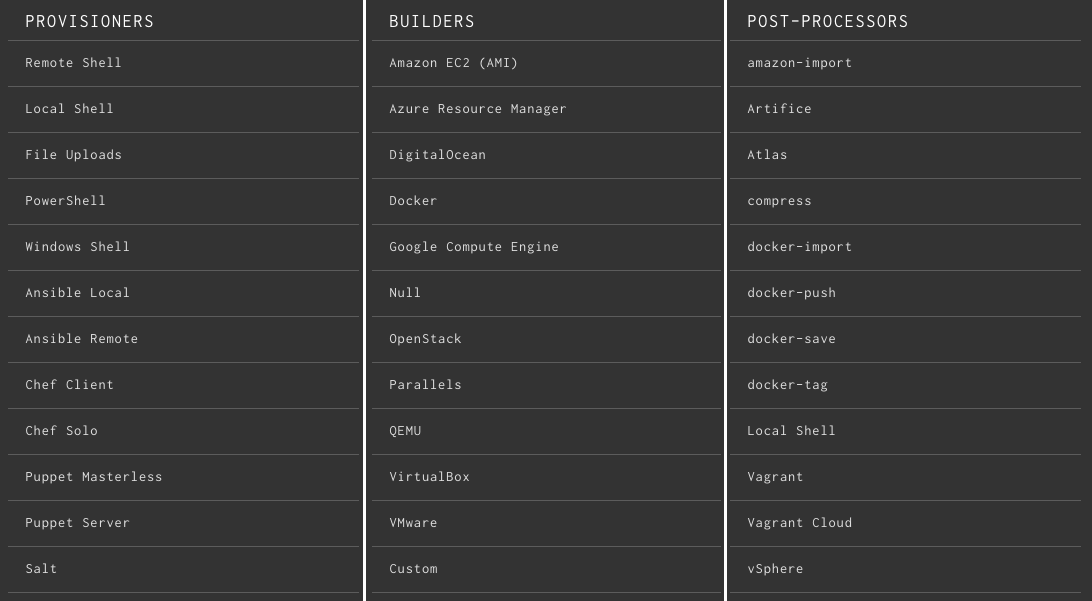 PROVISIONERS
Remote Shell
Local Shell
File Uploads
PowerShell
Windows Shell
Ansible Local
Ansible Remote
Chef Client
Chef Solo
Puppet Masterless
Puppet Server
Salt
BUILDERS
Amazon EC2 (AMI)
Azure Resource Manager
DigitalOcean
Docker
Google Compute Engine
Null
OpenStack
Parallels
QEMU
VirtualBox
VMware
Custom
POST-PROCESSORS
amazon-import
Artifice
Atlas
compress
docker-import
docker-push
docker-save
docker-tag
Local Shell
Vagrant
Vagrant Cloud
vSphere